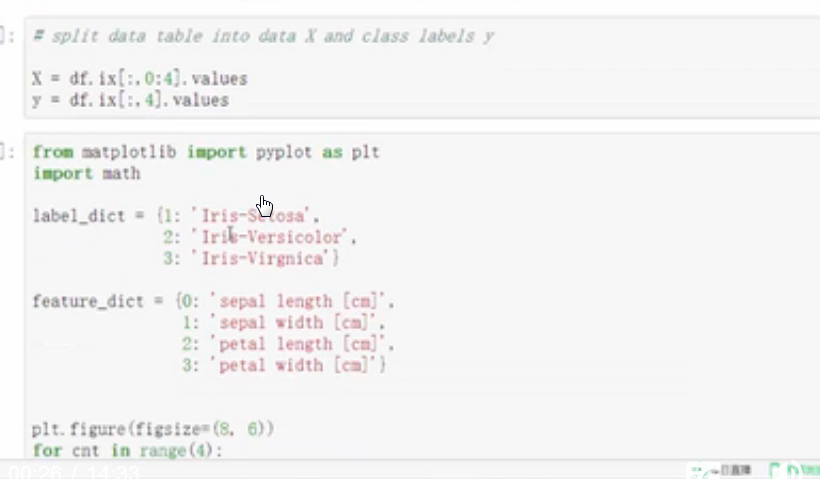 ]: # split data table into data X and class labels y
X = df.ix[:,0:4].values
y = df.ix[:,4].values
]: from matplotlib import pyplot as plt
import math
label_dict = {1: 'Iris-Setosa',
2: 'Iris-Versicolor',
3: 'Iris-Virgnica'}
feature_dict = {0: 'sepal length [cm]',
1: 'sepal width [cm]',
2: 'petal length [cm]',
3: 'petal width [cm]'}
plt.figure(figsize=(8, 6))
for cnt in range(4):
00:26 / 14:33